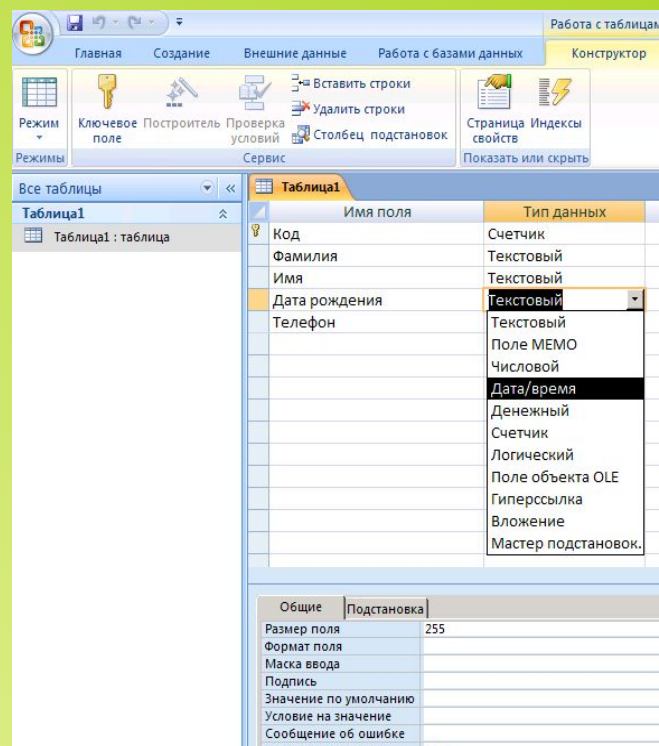 Работа с таблицам
Главная Создание Внешние данные Работа с базами данных Конструктор
Режим
Ключевое поле
Построитель
Проверка условий
Вставить строки
Удалить строки
Столбец подстановок
Страница свойств
Индексы
Режимы Сервис Показать или скрыть
Все таблицы
Таблица1
Таблица1 : таблица
Таблица1
Имя поля Тип данных
Код Счетчик
Фамилия Текстовый
Имя Текстовый
Дата рождения Текстовый
Телефон Текстовый
Поле МЕМО
Числовой
Дата/время
Денежный
Счетчик
Логический
Поле объекта OLE
Гиперссылка
Вложение
Мастер подстановок.
Общие Подстановка
Размер поля 255
Формат поля
Маска ввода
Подпись
Значение по умолчанию
Условие на значение
Сообщение об ошибке